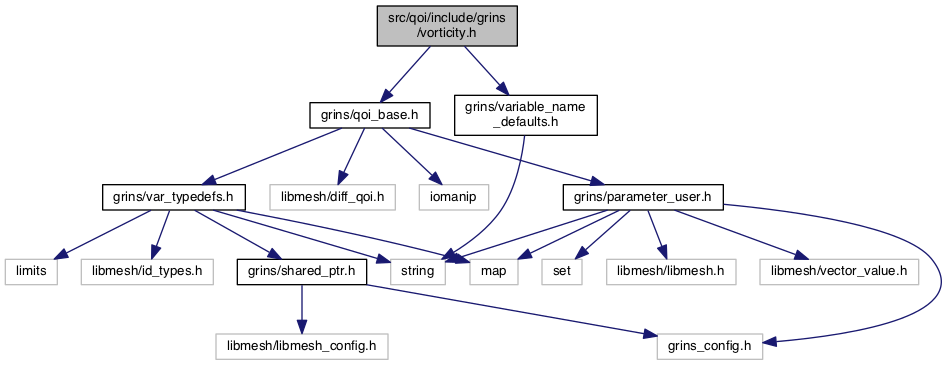 src/qoi/include/grins
/vorticity.h
grins/qoi_base.h
grins/variable_name
_defaults.h
grins/var_typedefs.h
libmesh/diff_qoi.h
iomanip
grins/parameter_user.h
limits
libmesh/id_types.h
grins/shared_ptr.h
string
map
set
libmesh/libmesh.h
libmesh/vector_value.h
libmesh/libmesh_config.h
grins_config.h